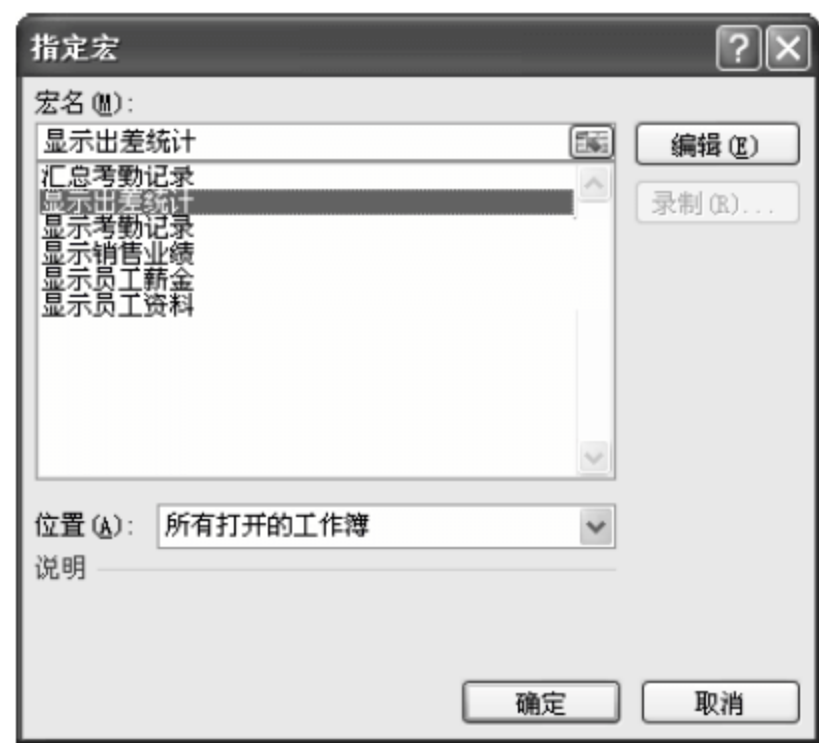 指定宏
宏名(M):
显示出差统计
编辑(E)
汇总考勤记录
显示出差统计
录制(R)...
显示考勤记录
显示销售业绩
显示员工薪金
显示员工资料
位置(A): 所有打开的工作簿
说明
确定 取消